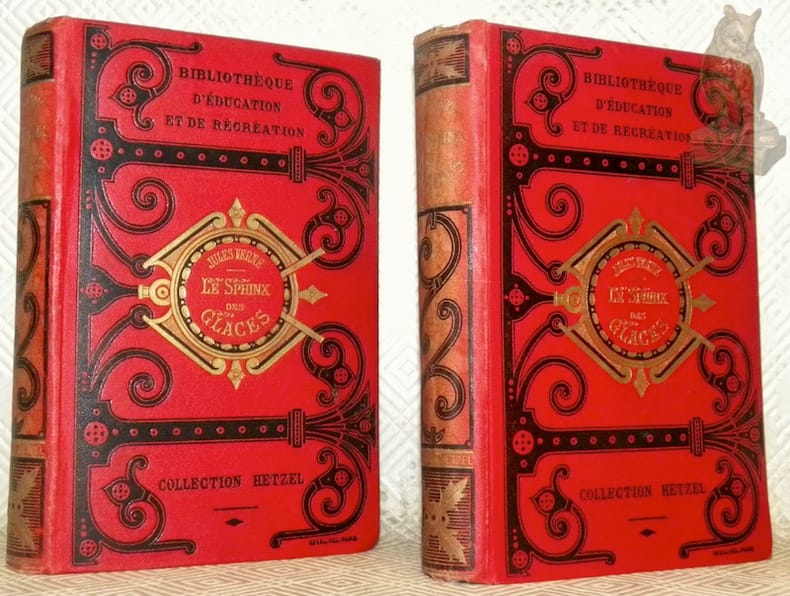 BIBLIOTHÈQUE
D'ÉDUCATION
ET DE RÉCRÉATION
JULES VERNE
LE SPHINX
DES
GLACES
COLLECTION HETZEL
BIBLIOTHÈQUE
D'ÉDUCATION
ET DE RÉCRÉATION
JULES VERNE
LE SPHINX
DES
GLACES
COLLECTION HETZEL
HETZEL